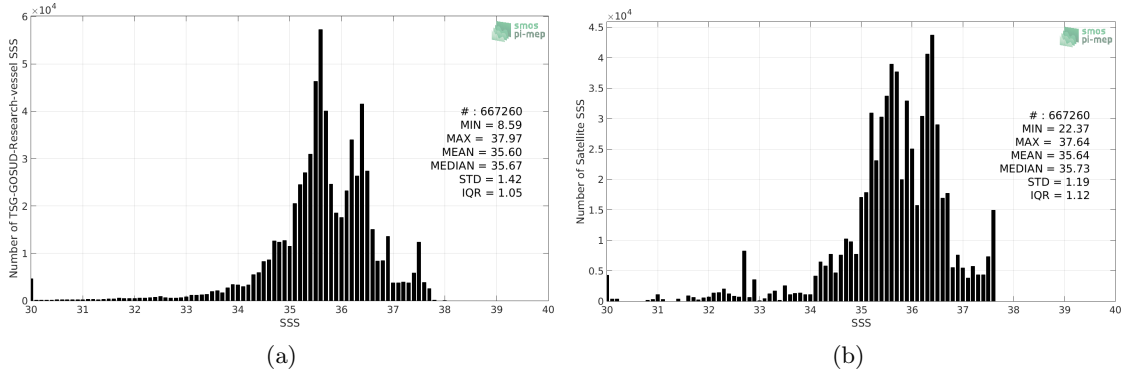 ×10⁴
6
5
4
3
2
1
0
Number of TSG-GOSUD-Research-vessel SSS
smos
pi-mep
# : 667260
MIN = 8.59
MAX = 37.97
MEAN = 35.60
MEDIAN = 35.67
STD = 1.42
IQR = 1.05
30 31 32 33 34 35 36 37 38 39 40
SSS
(a)
×10⁴
4.5
4
3.5
3
2.5
2
1.5
1
0.5
0
Number of Satellite SSS
smos
pi-mep
# : 667260
MIN = 22.37
MAX = 37.64
MEAN = 35.64
MEDIAN = 35.73
STD = 1.19
IQR = 1.12
30 31 32 33 34 35 36 37 38 39 40
SSS
(b)